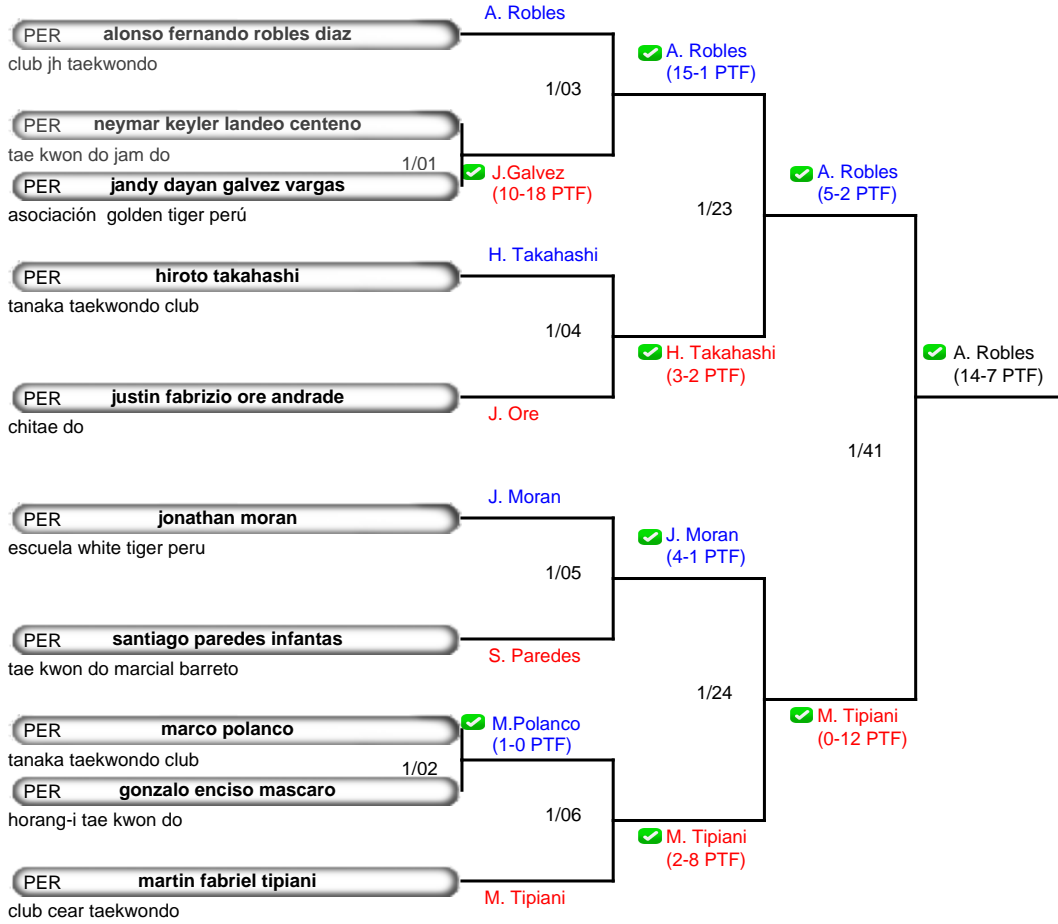 A. Robles
PER alonso fernando robles diaz
club jh taekwondo
A. Robles
(15-1 PTF)
1/03
PER neymar keyler landeo centeno
tae kwon do jam do
1/01
PER jandy dayan galvez vargas
asociación golden tiger perú
J.Galvez
(10-18 PTF)
1/23
A. Robles
(5-2 PTF)
H. Takahashi
PER hiroto takahashi
tanaka taekwondo club
1/04
H. Takahashi
(3-2 PTF)
A. Robles
(14-7 PTF)
PER justin fabrizio ore andrade
chitae do
J. Ore
1/41
J. Moran
PER jonathan moran
escuela white tiger peru
J. Moran
(4-1 PTF)
1/05
PER santiago paredes infantas
tae kwon do marcial barreto
S. Paredes
1/24
M. Tipiani
(0-12 PTF)
PER marco polanco
tanaka taekwondo club
M.Polanco
(1-0 PTF)
1/02
PER gonzalo enciso mascaro
horang-i tae kwon do
1/06
M. Tipiani
(2-8 PTF)
PER martin fabriel tipiani
club cear taekwondo
M. Tipiani